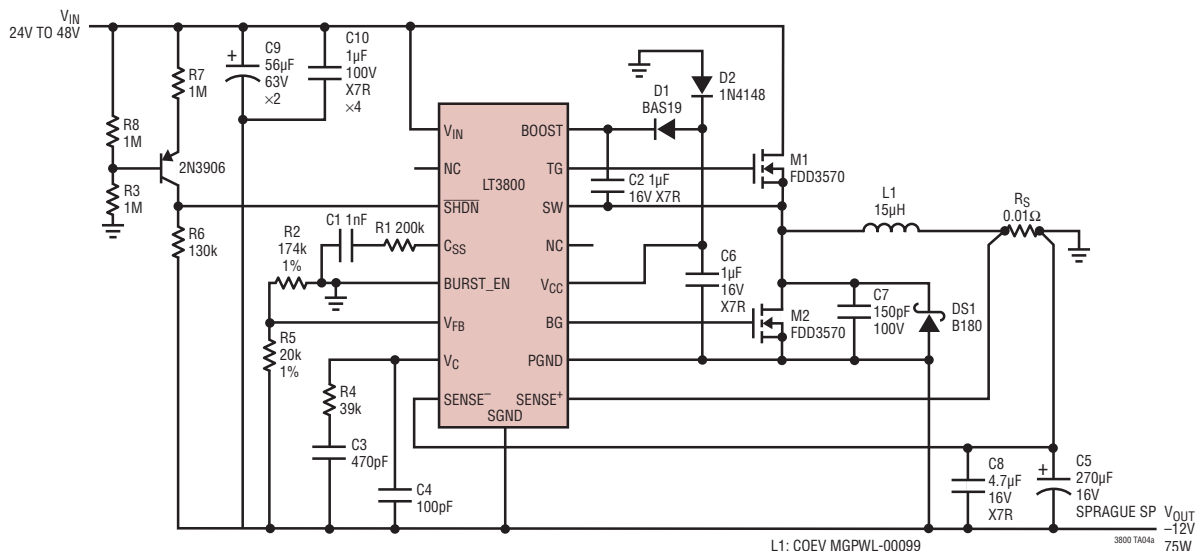 VIN
24V TO 48V
R8
1M
R3
1M
R7
1M
2N3906
R6
130k
+
C9
56µF
63V
×2
C10
1µF
100V
X7R
×4
R2
174k
1%
C1 1nF
R1 200k
R5
20k
1%
R4
39k
C3
470pF
C4
100pF
LT3800
VIN
NC
SHDN
CSS
BURST_EN
VFB
VC
SENSE–
SGND
BOOST
TG
SW
NC
VCC
BG
PGND
SENSE+
D1
BAS19
D2
1N4148
C2 1µF
16V X7R
C6
1µF
16V
X7R
M1
FDD3570
M2
FDD3570
L1
15µH
RS
0.01Ω
C7
150pF
100V
DS1
B180
C8
4.7µF
16V
X7R
+
C5
270µF
16V
SPRAGUE SP
VOUT
–12V
75W
L1: COEV MGPWL-00099
3800 TA04a